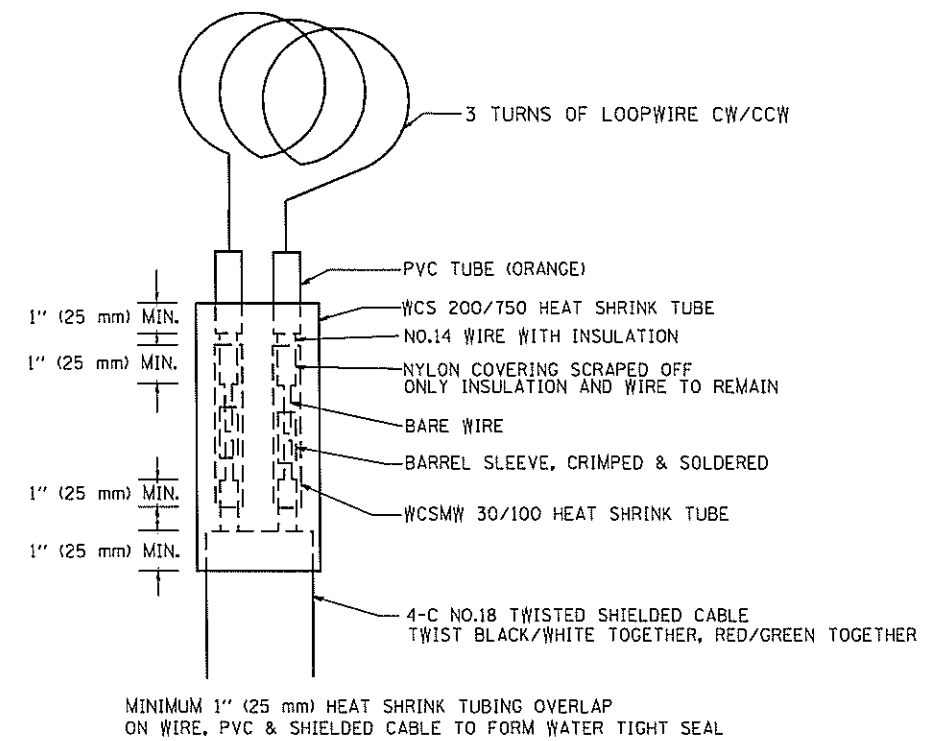 3 TURNS OF LOOPWIRE CW/CCW
PVC TUBE (ORANGE)
WCS 200/750 HEAT SHRINK TUBE
1" (25 mm) MIN.
NO.14 WIRE WITH INSULATION
1" (25 mm) MIN.
NYLON COVERING SCRAPED OFF
ONLY INSULATION AND WIRE TO REMAIN
BARE WIRE
BARREL SLEEVE, CRIMPED & SOLDERED
1" (25 mm) MIN.
WCSMW 30/100 HEAT SHRINK TUBE
1" (25 mm) MIN.
4-C NO.18 TWISTED SHIELDED CABLE
TWIST BLACK/WHITE TOGETHER, RED/GREEN TOGETHER
MINIMUM 1" (25 mm) HEAT SHRINK TUBING OVERLAP
ON WIRE, PVC & SHIELDED CABLE TO FORM WATER TIGHT SEAL